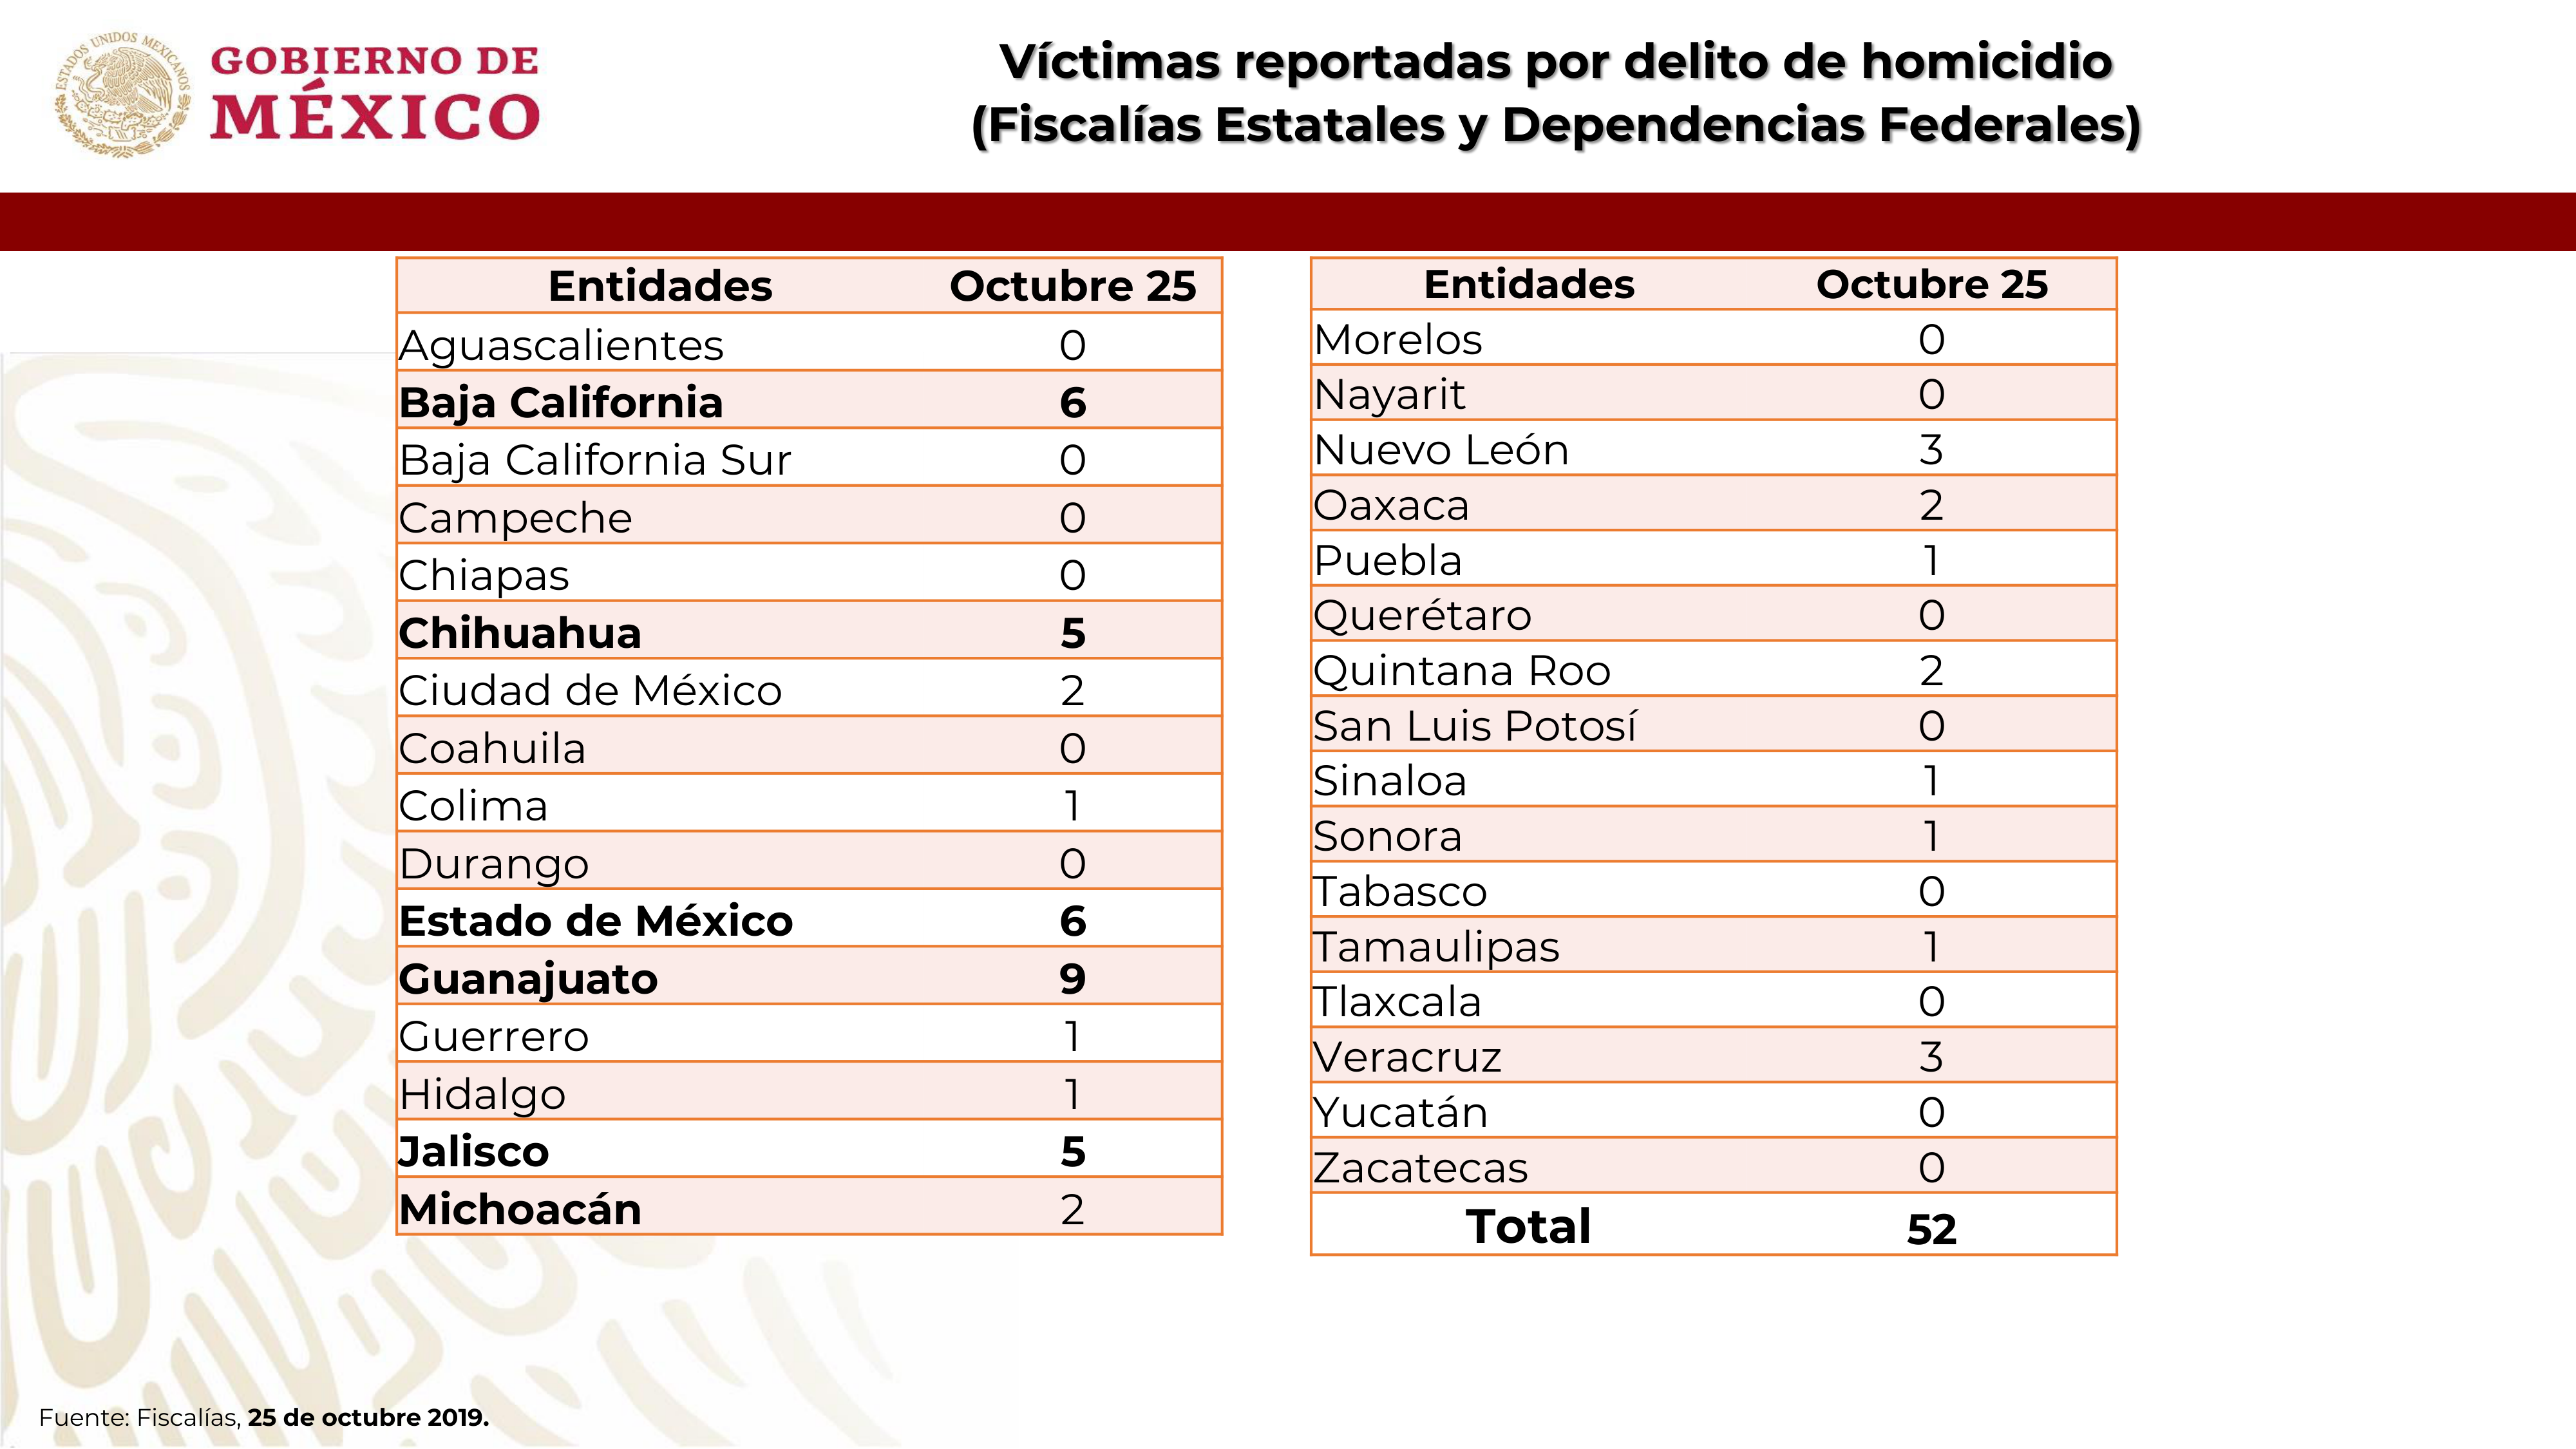 ESTADOS UNIDOS MEXICANOS
GOBIERNO DE
MÉXICO
Víctimas reportadas por delito de homicidio
(Fiscalías Estatales y Dependencias Federales)
Entidades Octubre 25
Aguascalientes 0
Baja California 6
Baja California Sur 0
Campeche 0
Chiapas 0
Chihuahua 5
Ciudad de México 2
Coahuila 0
Colima 1
Durango 0
Estado de México 6
Guanajuato 9
Guerrero 1
Hidalgo 1
Jalisco 5
Michoacán 2
Entidades Octubre 25
Morelos 0
Nayarit 0
Nuevo León 3
Oaxaca 2
Puebla 1
Querétaro 0
Quintana Roo 2
San Luis Potosí 0
Sinaloa 1
Sonora 1
Tabasco 0
Tamaulipas 1
Tlaxcala 0
Veracruz 3
Yucatán 0
Zacatecas 0
Total 52
Fuente: Fiscalías, 25 de octubre 2019.